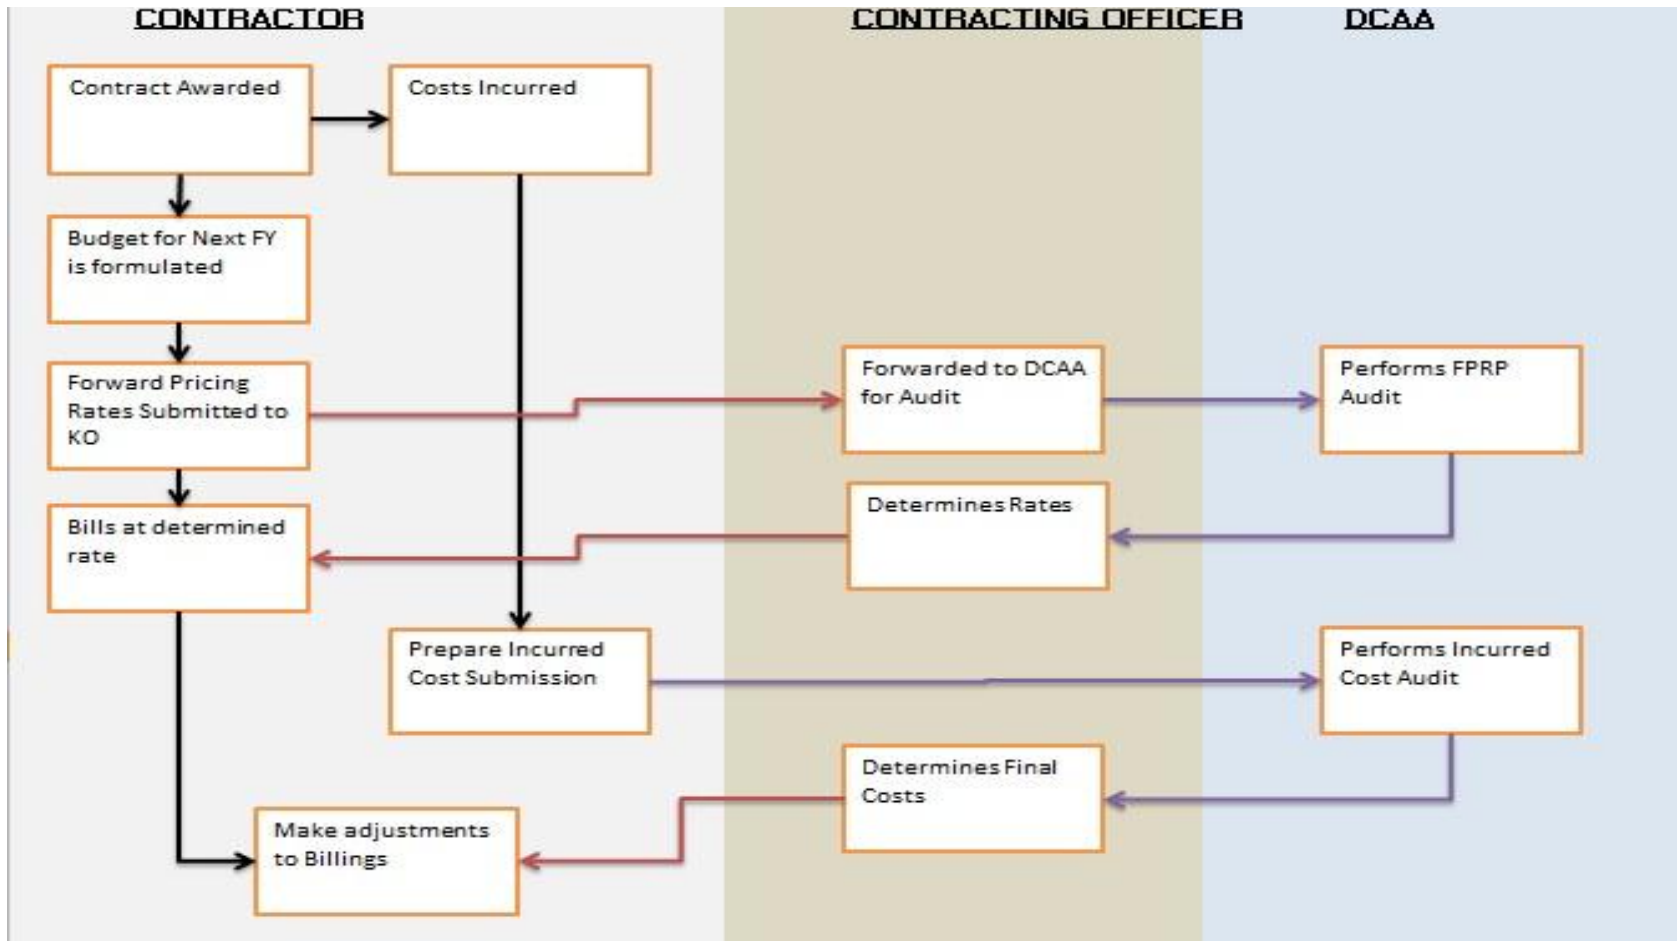 CONTRACTOR
CONTRACTING OFFICER
DCAA
Contract Awarded
Costs Incurred
Budget for Next FY
is formulated
Forward Pricing
Rates Submitted to
KO
Forwarded to DCAA
for Audit
Performs FPRP
Audit
Determines Rates
Bills at determined
rate
Prepare Incurred
Cost Submission
Performs Incurred
Cost Audit
Determines Final
Costs
Make adjustments
to Billings